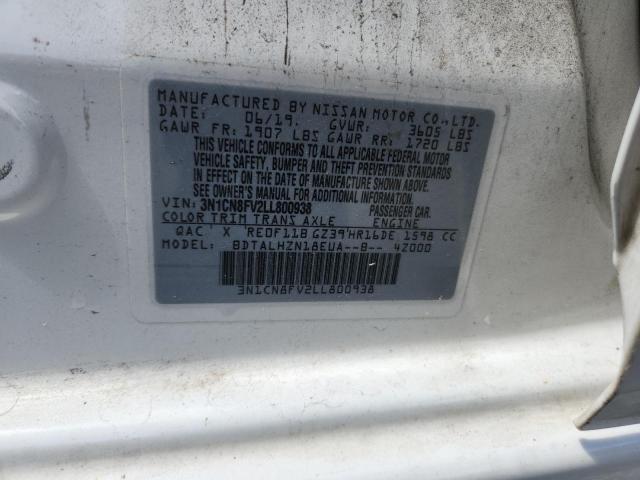 MANUFACTURED BY NISSAN MOTOR CO.,LTD.
DATE: 06/19. GVWR: 3605 LBS
GAWR FR: 1907 LBS GAWR RR: 1720 LBS
THIS VEHICLE CONFORMS TO ALL APPLICABLE FEDERAL MOTOR
VEHICLE SAFETY, BUMPER AND THEFT PREVENTION STANDARDS
IN EFFECT ON THE DATE OF MANUFACTURE SHOWN ABOVE.
SEE OWNER'S MANUAL FOR MORE INFORMATION.
VIN: 3N1CN8FV2LL800938 PASSENGER CAR.
COLOR TRIM TRANS AXLE ENGINE
QAC X RE0F11B GZ39 HR16DE 1598 CC
MODEL: BDTALHZN18EUA--B-- 4Z000
3N1CN8FV2LL800938